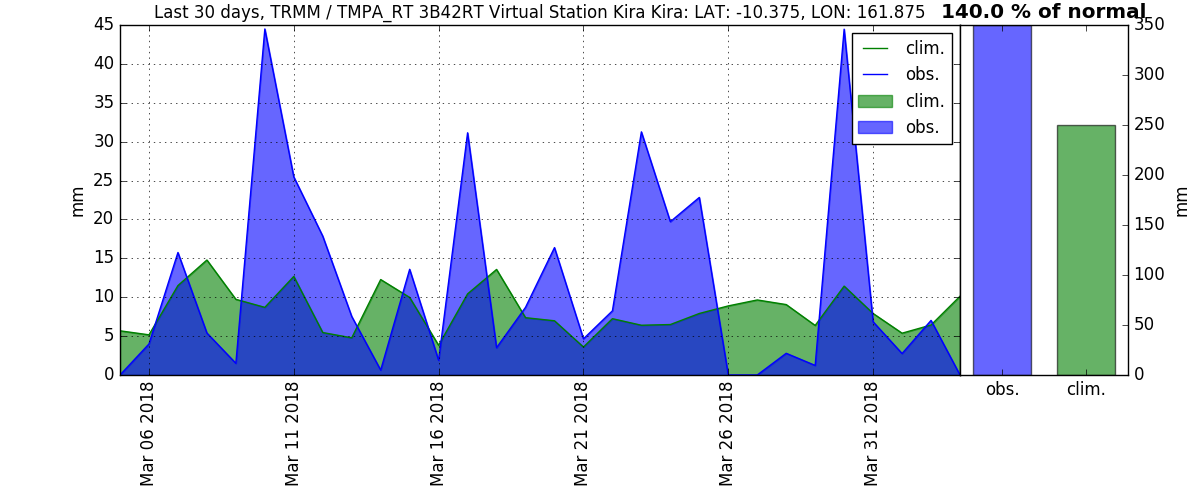 Last 30 days, TRMM / TMPA_RT 3B42RT Virtual Station Kira Kira: LAT: -10.375, LON: 161.875
140.0 % of normal
45
40
35
30
25
20
15
10
5
0
mm
clim.
obs.
clim.
obs.
350
300
250
200
150
100
50
0
mm
Mar 06 2018
Mar 11 2018
Mar 16 2018
Mar 21 2018
Mar 26 2018
Mar 31 2018
obs.
clim.